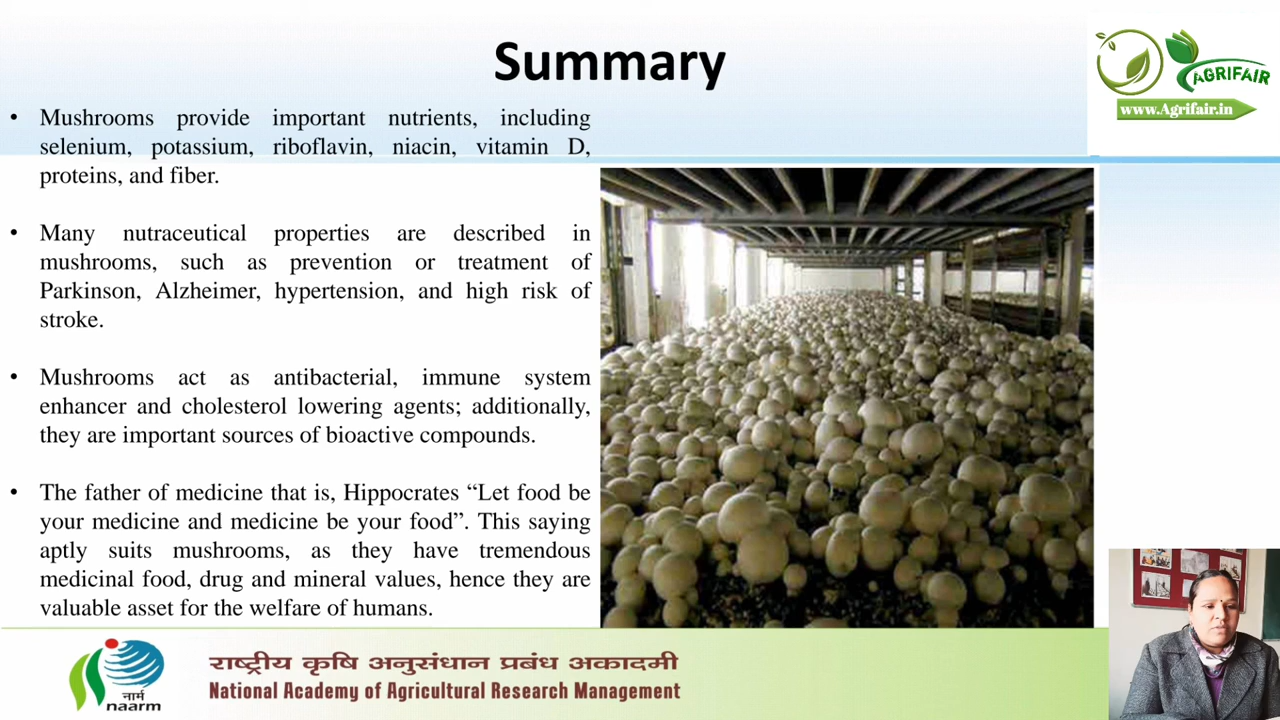 Summary
AGRIFAIR
www.Agrifair.in
• Mushrooms provide important nutrients, including
selenium, potassium, riboflavin, niacin, vitamin D,
proteins, and fiber.
• Many nutraceutical properties are described in
mushrooms, such as prevention or treatment of
Parkinson, Alzheimer, hypertension, and high risk of
stroke.
• Mushrooms act as antibacterial, immune system
enhancer and cholesterol lowering agents; additionally,
they are important sources of bioactive compounds.
• The father of medicine that is, Hippocrates “Let food be
your medicine and medicine be your food”. This saying
aptly suits mushrooms, as they have tremendous
medicinal food, drug and mineral values, hence they are
valuable asset for the welfare of humans.
नार्म
naarm
राष्ट्रीय कृषि अनुसंधान प्रबंध अकादमी
National Academy of Agricultural Research Management